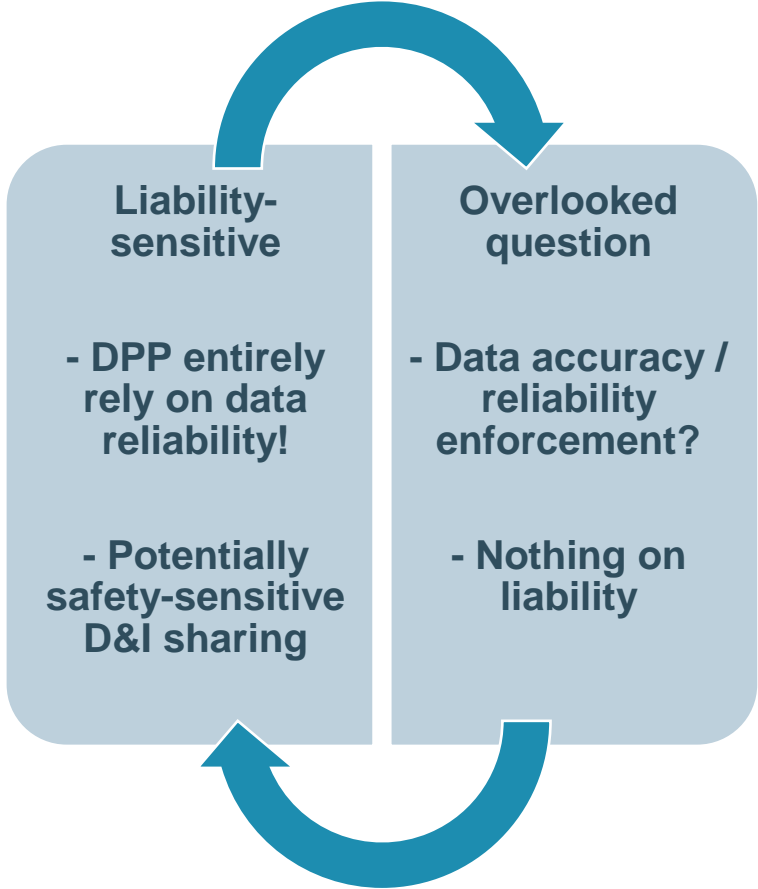 Liability-
sensitive
- DPP entirely
rely on data
reliability!
- Potentially
safety-sensitive
D&I sharing
Overlooked
question
- Data accuracy /
reliability
enforcement?
- Nothing on
liability